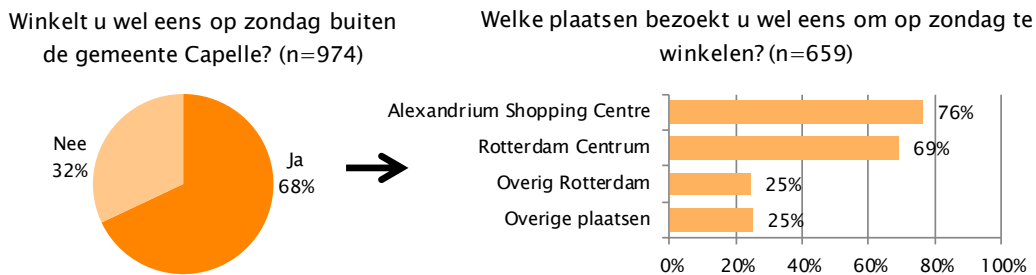 Winkelt u wel eens op zondag buiten
de gemeente Capelle? (n=974)
Nee
32%
Ja
68%
Welke plaatsen bezoekt u wel eens om op zondag te
winkelen? (n=659)
Alexandrium Shopping Centre
76%
Rotterdam Centrum
69%
Overig Rotterdam
25%
Overige plaatsen
25%
0% 20% 40% 60% 80% 100%